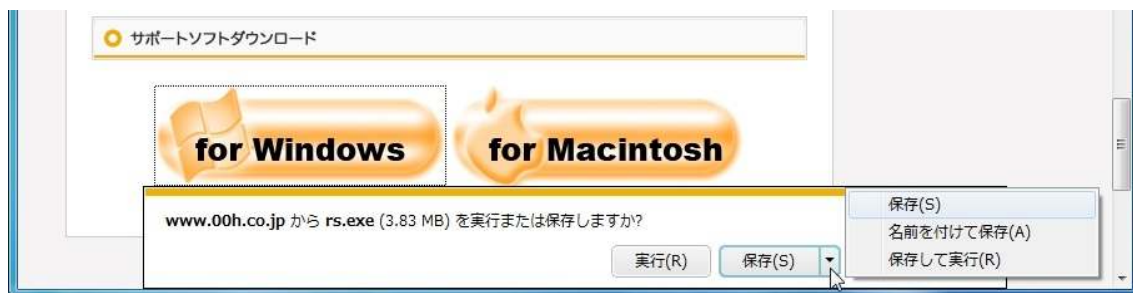 サポートソフトダウンロード
for Windows
for Macintosh
www.00h.co.jp から rs.exe (3.83 MB) を実行または保存しますか?
実行(R)
保存(S)
保存(S)
名前を付けて保存(A)
保存して実行(R)